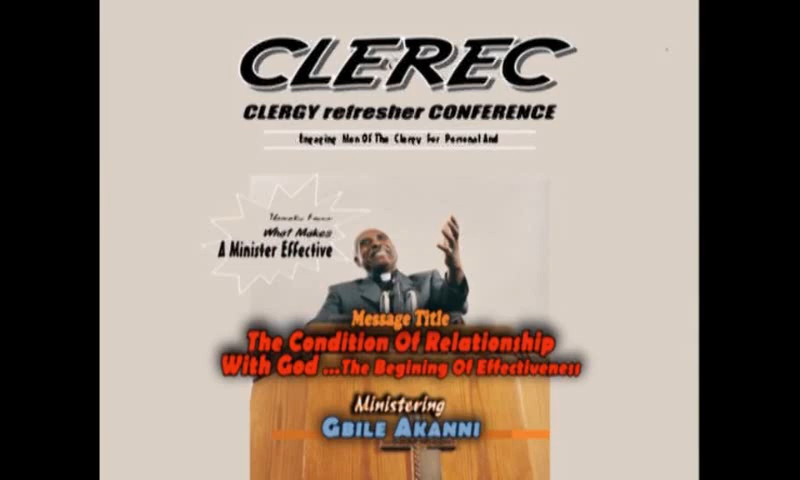 CLEREC
CLERGY refresher CONFERENCE
Engaging Men Of The Clergy For Personal And
What Makes
A Minister Effective
Message Title
The Condition Of Relationship
With God ...The Begining Of Effectiveness
Ministering
GBILE AKANNI